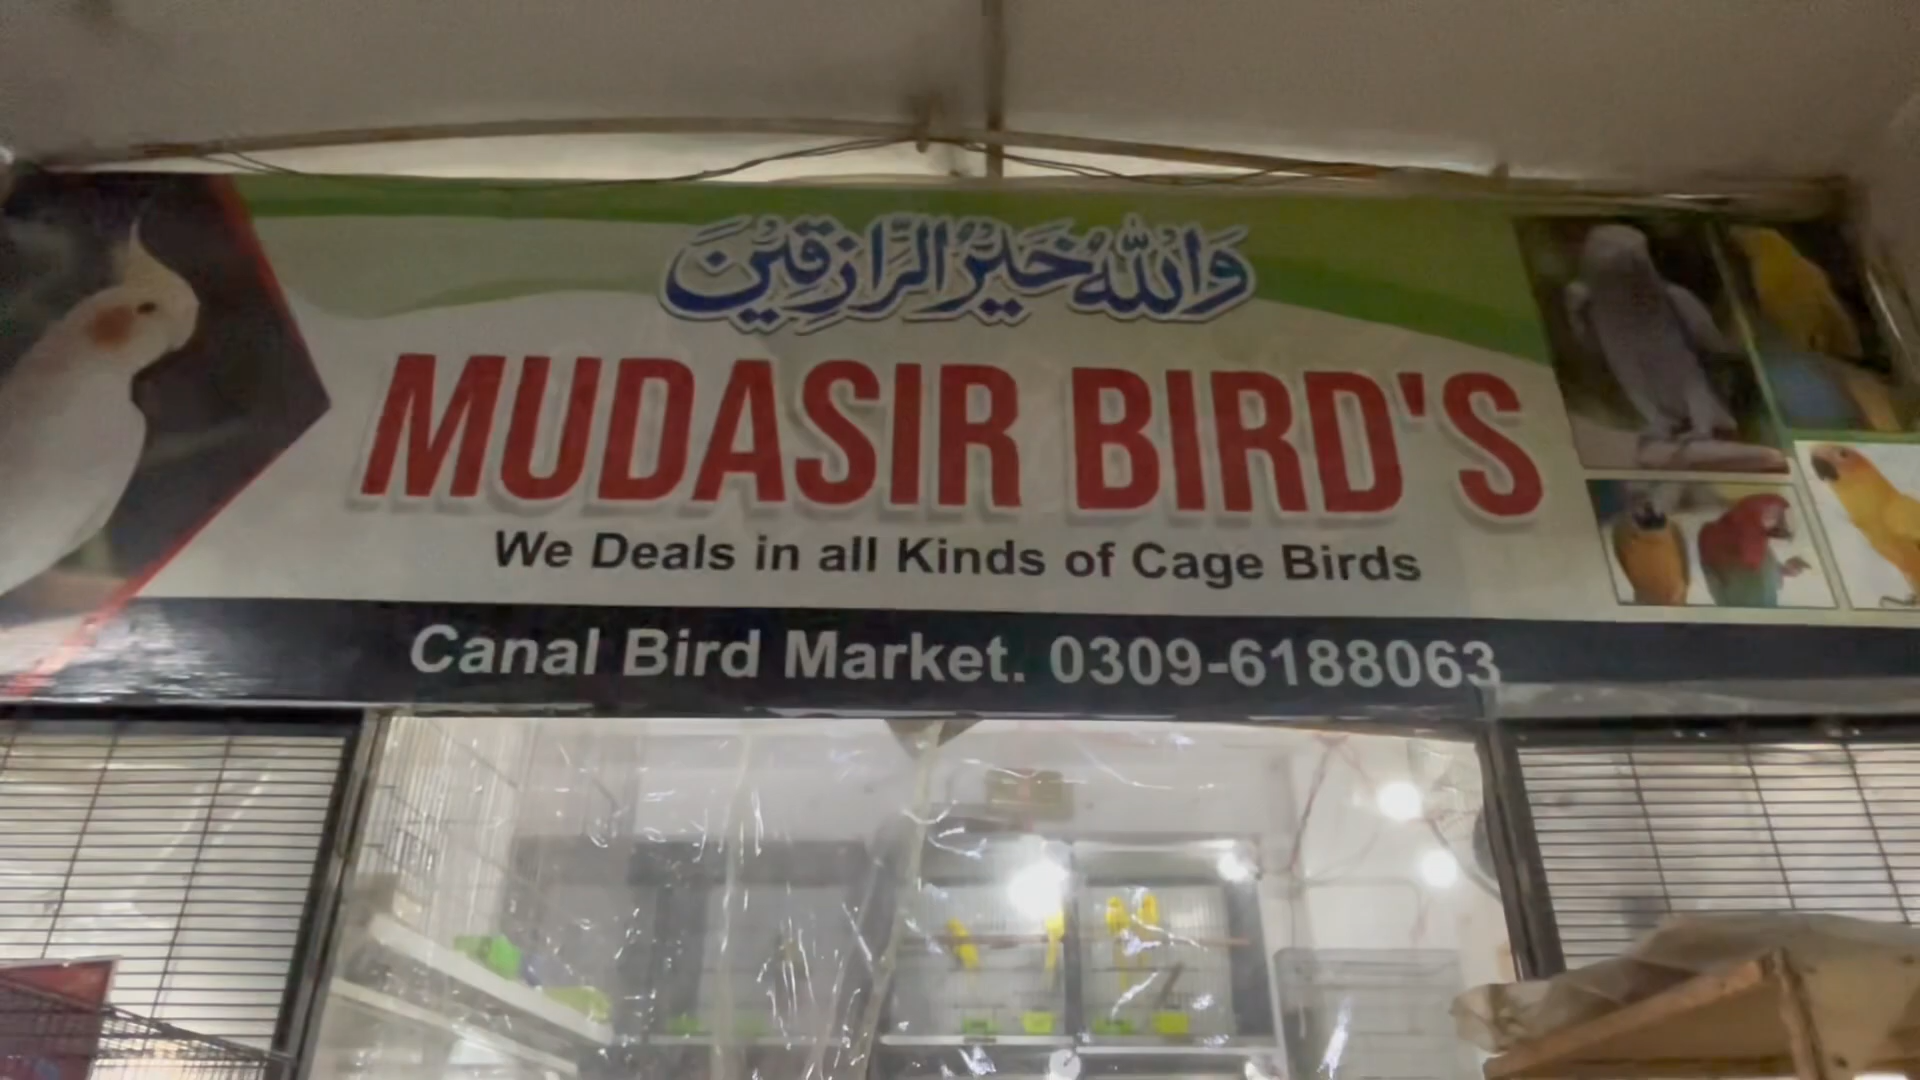 وَاللّٰهُ خَيْرُ الرَّازِقِيْنَ
MUDASIR BIRD'S
We Deals in all Kinds of Cage Birds
Canal Bird Market. 0309-6188063